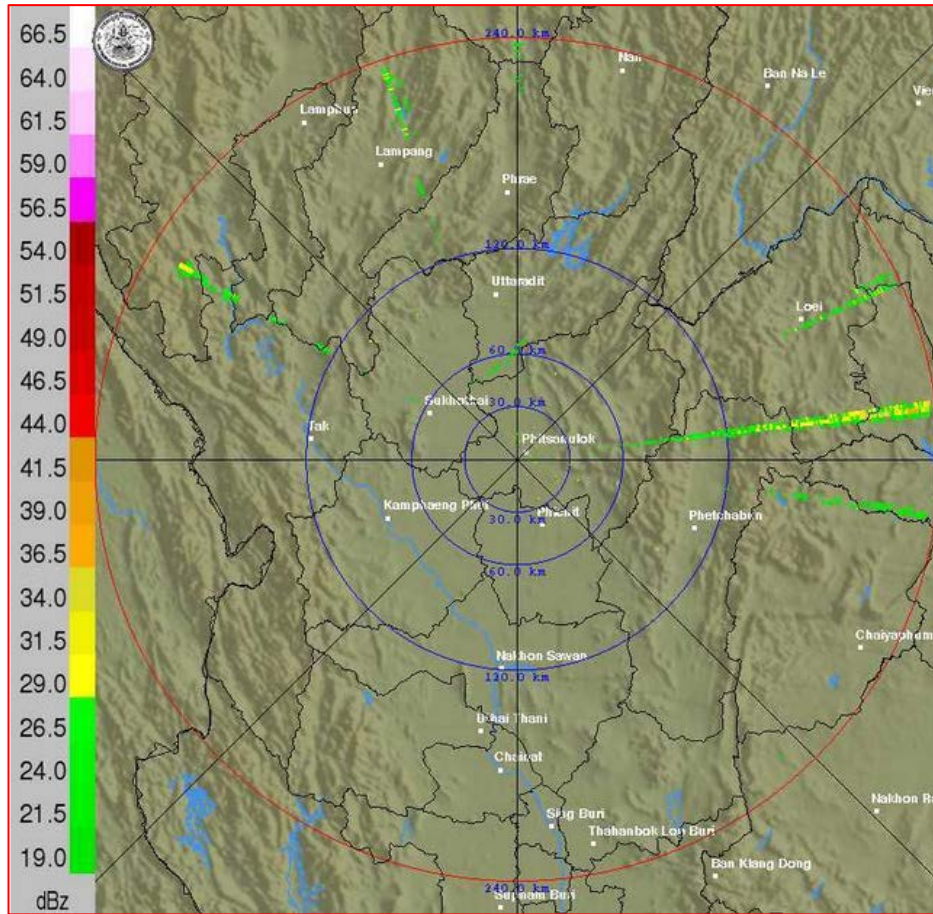 66.5
64.0
61.5
59.0
56.5
54.0
51.5
49.0
46.5
44.0
41.5
39.0
36.5
34.0
31.5
29.0
26.5
24.0
21.5
19.0
dBz
240.0 km
Nan
Ban Na Le
Lamphun
Lampang
Phrae
120.0 km
Uttaradit
Loei
60.0 km
30.0 km
Sukhothai
Tak
Phitsanulok
Kamphaeng Phet
Phichit
30.0 km
Phetchabun
60.0 km
Chaiyaphum
Nakhon Sawan
120.0 km
Uthai Thani
Chainat
Sing Buri
Thahanbok Lop Buri
Ban Klang Dong
240.0 km
Suphan Buri